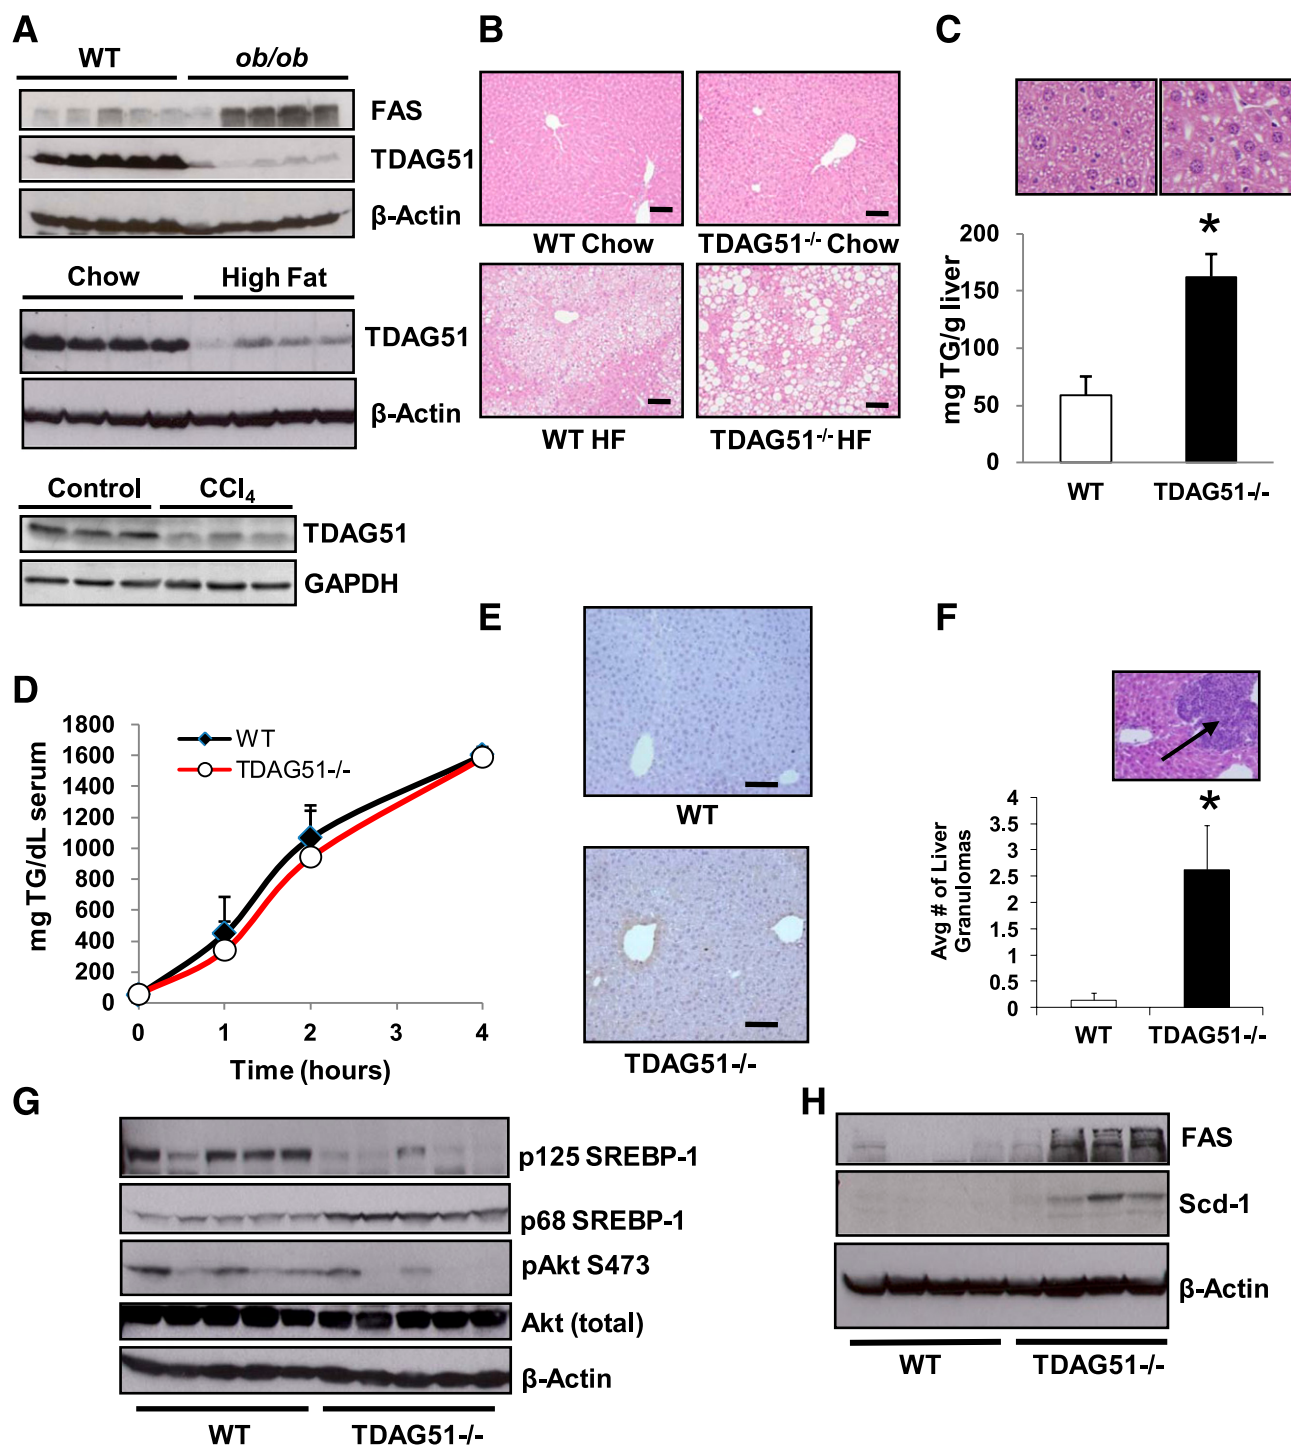 A
WT ob/ob
FAS
TDAG51
β-Actin
Chow High Fat
TDAG51
β-Actin
Control CCl₄
TDAG51
GAPDH
B
WT Chow TDAG51⁻/⁻ Chow
WT HF TDAG51⁻/⁻ HF
C
*
mg TG/g liver
200
150
100
50
0
WT TDAG51-/-
D
mg TG/dL serum
1800
1600
1400
1200
1000
800
600
400
200
0
WT
TDAG51-/-
0 1 2 3 4
Time (hours)
E
WT
TDAG51-/-
F
*
Avg # of Liver
Granulomas
4
3.5
3
2.5
2
1.5
1
0.5
0
WT TDAG51-/-
G
p125 SREBP-1
p68 SREBP-1
pAkt S473
Akt (total)
β-Actin
WT TDAG51-/-
H
FAS
Scd-1
β-Actin
WT TDAG51-/-